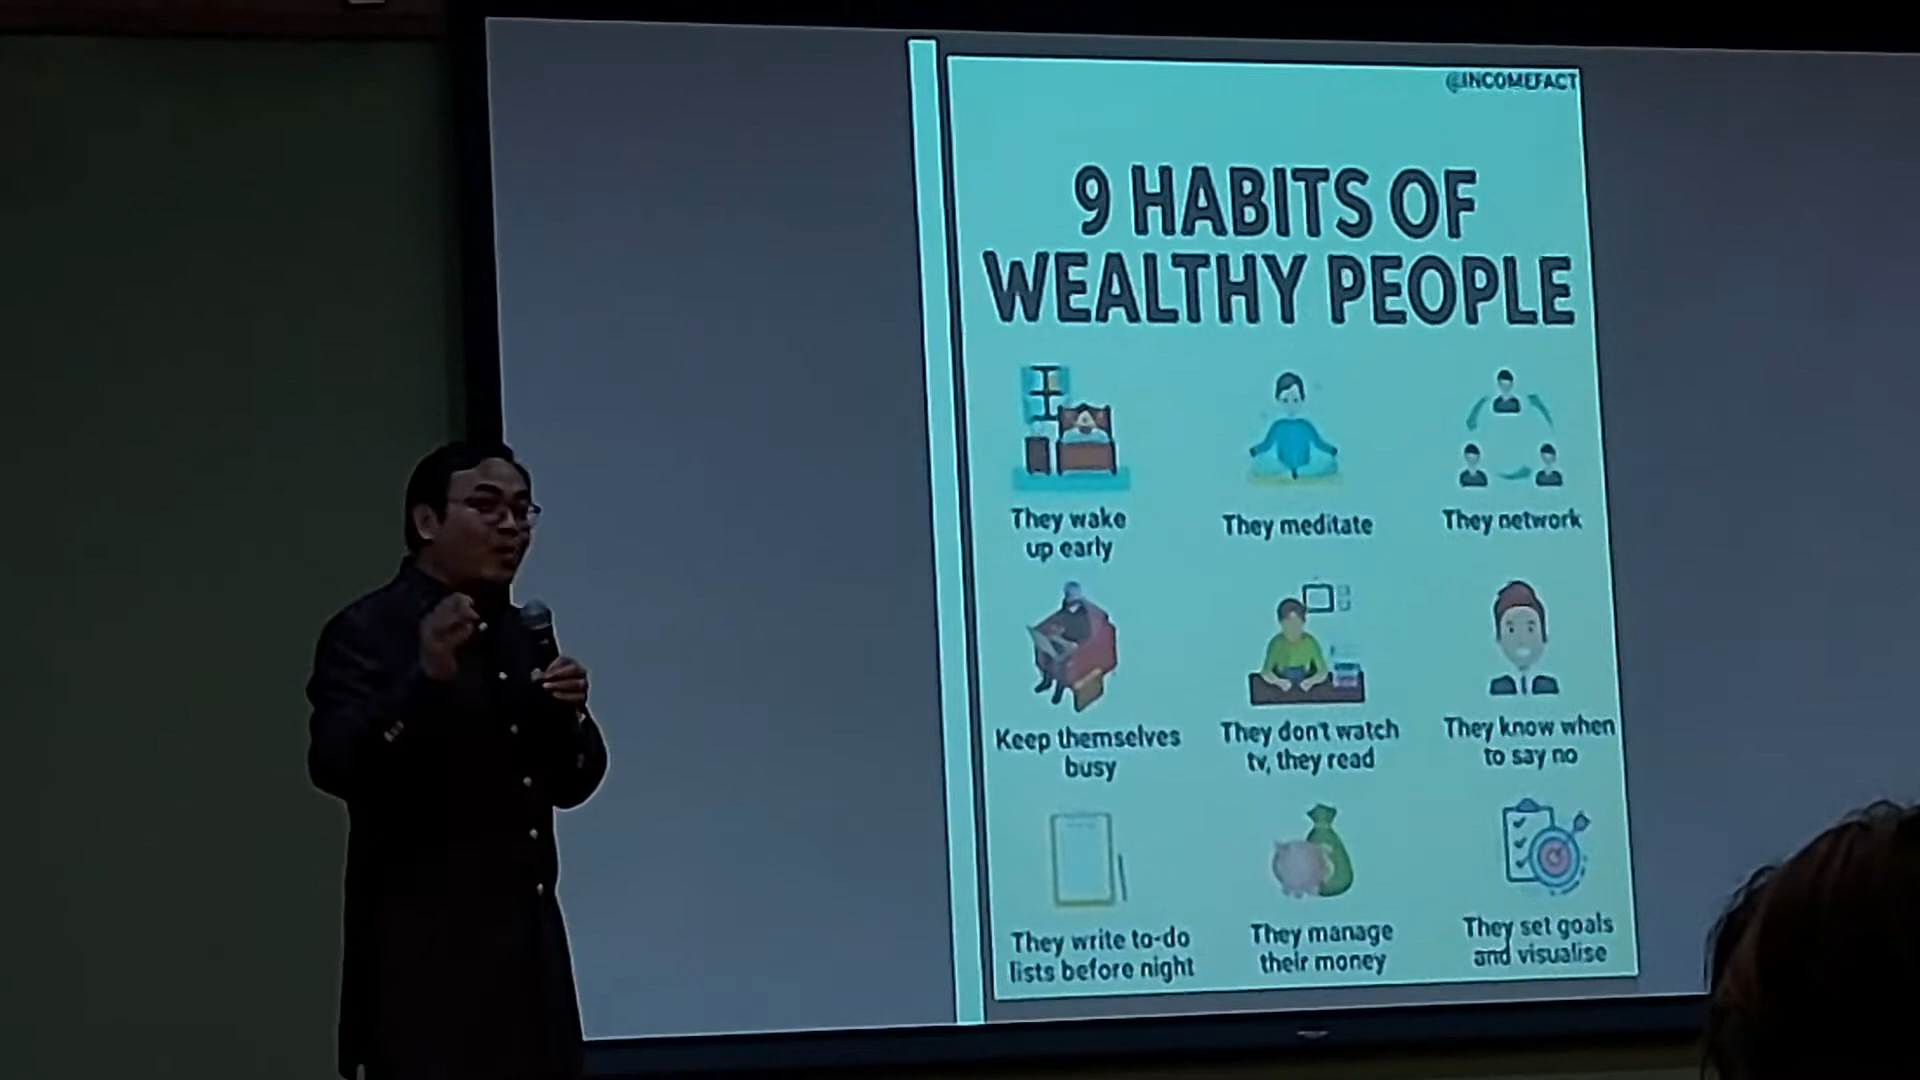 @INCOMEFACT
9 HABITS OF
WEALTHY PEOPLE
They wake
up early
They meditate
They network
Keep themselves
busy
They don't watch
tv, they read
They know when
to say no
They write to-do
lists before night
They manage
their money
They set goals
and visualise